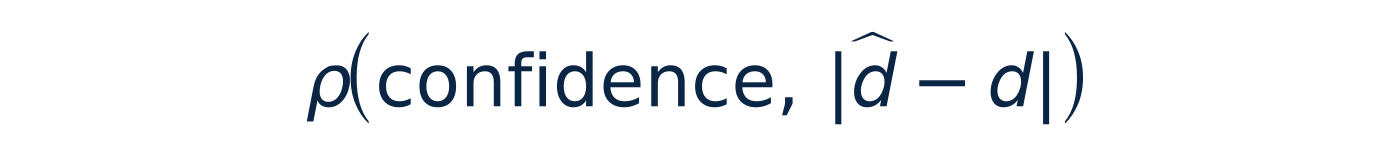 ρ(confidence, |d̂ − d|)